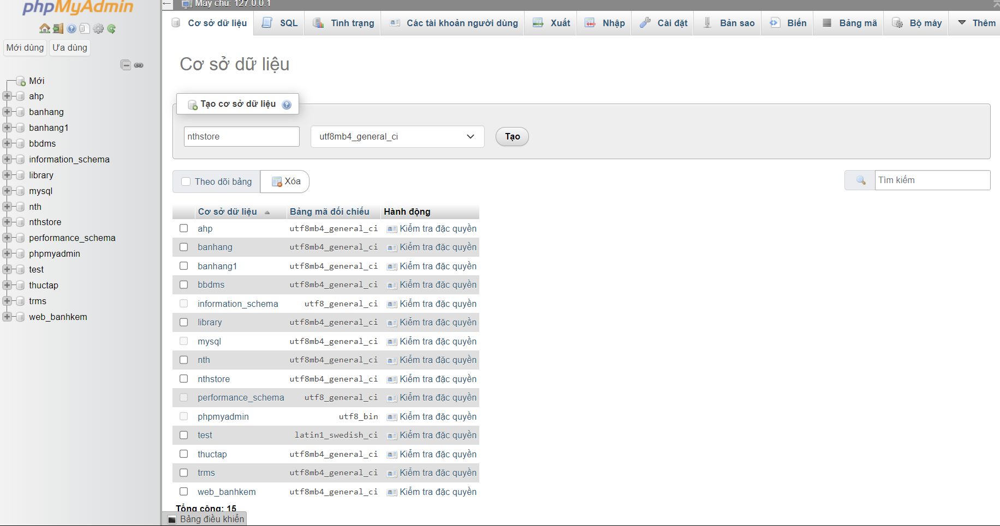 phpMyAdmin
Mới dùng Ưa dùng
Mới
ahp
banhang
banhang1
bbdms
information_schema
library
mysql
nth
nthstore
performance_schema
phpmyadmin
test
thuctap
trms
web_banhkem
Máy chủ: 127.0.0.1
Cơ sở dữ liệu SQL Tình trạng Các tài khoản người dùng Xuất Nhập Cài đặt Bản sao Biến Bảng mã Bộ máy Thêm
Cơ sở dữ liệu
Tạo cơ sở dữ liệu
nthstore utf8mb4_general_ci Tạo
Theo dõi bảng Xóa Tìm kiếm
Cơ sở dữ liệu Bảng mã đối chiếu Hành động
ahp utf8mb4_general_ci Kiểm tra đặc quyền
banhang utf8mb4_general_ci Kiểm tra đặc quyền
banhang1 utf8mb4_general_ci Kiểm tra đặc quyền
bbdms utf8mb4_general_ci Kiểm tra đặc quyền
information_schema utf8_general_ci Kiểm tra đặc quyền
library utf8mb4_general_ci Kiểm tra đặc quyền
mysql utf8mb4_general_ci Kiểm tra đặc quyền
nth utf8mb4_general_ci Kiểm tra đặc quyền
nthstore utf8mb4_general_ci Kiểm tra đặc quyền
performance_schema utf8_general_ci Kiểm tra đặc quyền
phpmyadmin utf8_bin Kiểm tra đặc quyền
test latin1_swedish_ci Kiểm tra đặc quyền
thuctap utf8mb4_general_ci Kiểm tra đặc quyền
trms utf8mb4_general_ci Kiểm tra đặc quyền
web_banhkem utf8mb4_general_ci Kiểm tra đặc quyền
Tổng cộng: 15
Bảng điều khiển